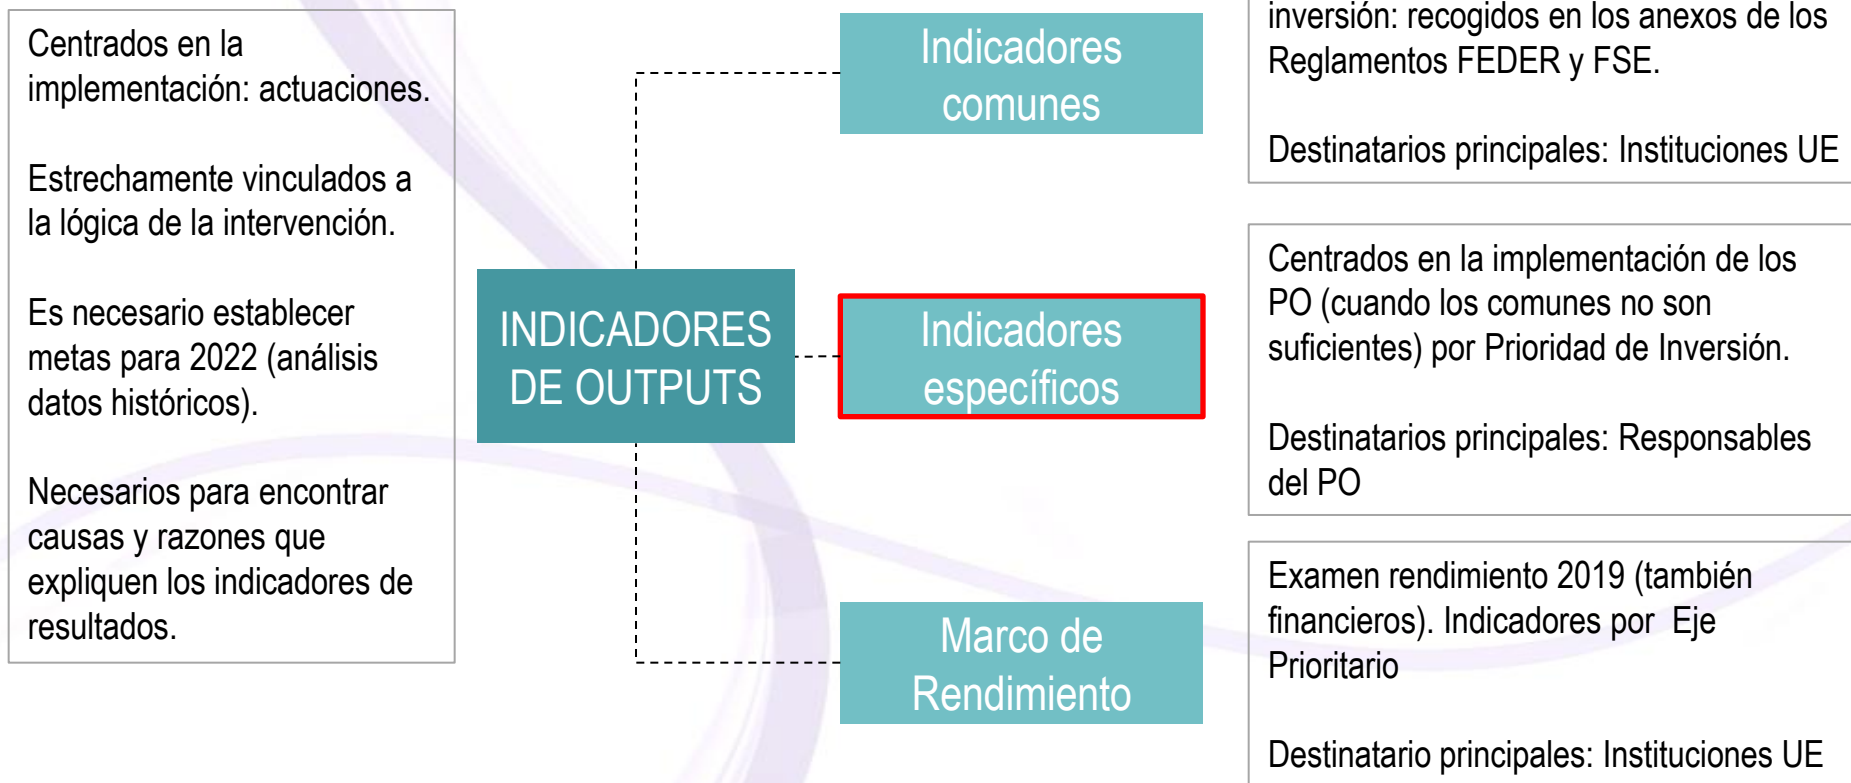 Centrados en la
implementación: actuaciones.
Estrechamente vinculados a
la lógica de la intervención.
Es necesario establecer
metas para 2022 (análisis
datos históricos).
Necesarios para encontrar
causas y razones que
expliquen los indicadores de
resultados.
INDICADORES
DE OUTPUTS
Indicadores
comunes
inversión: recogidos en los anexos de los
Reglamentos FEDER y FSE.
Destinatarios principales: Instituciones UE
Indicadores
específicos
Centrados en la implementación de los
PO (cuando los comunes no son
suficientes) por Prioridad de Inversión.
Destinatarios principales: Responsables
del PO
Marco de
Rendimiento
Examen rendimiento 2019 (también
financieros). Indicadores por Eje
Prioritario
Destinatario principales: Instituciones UE